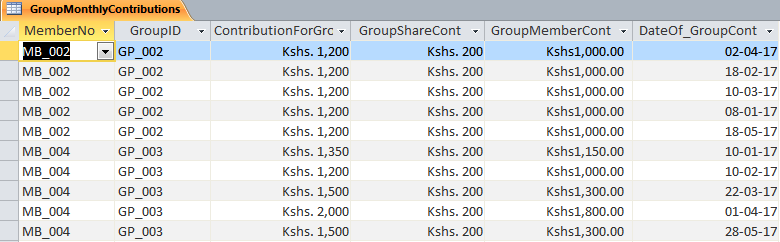 GroupMonthlyContributions
MemberNo GroupID ContributionForGrc GroupShareCont GroupMemberCont DateOf_GroupCont
MB_002 GP_002 Kshs. 1,200 Kshs. 200 Kshs1,000.00 02-04-17
MB_002 GP_002 Kshs. 1,200 Kshs. 200 Kshs1,000.00 18-02-17
MB_002 GP_002 Kshs. 1,200 Kshs. 200 Kshs1,000.00 10-03-17
MB_002 GP_002 Kshs. 1,200 Kshs. 200 Kshs1,000.00 08-01-17
MB_002 GP_002 Kshs. 1,200 Kshs. 200 Kshs1,000.00 18-05-17
MB_004 GP_003 Kshs. 1,350 Kshs. 200 Kshs1,150.00 10-01-17
MB_004 GP_003 Kshs. 1,200 Kshs. 200 Kshs1,000.00 10-02-17
MB_004 GP_003 Kshs. 1,500 Kshs. 200 Kshs1,300.00 22-03-17
MB_004 GP_003 Kshs. 2,000 Kshs. 200 Kshs1,800.00 01-04-17
MB_004 GP_003 Kshs. 1,500 Kshs. 200 Kshs1,300.00 28-05-17